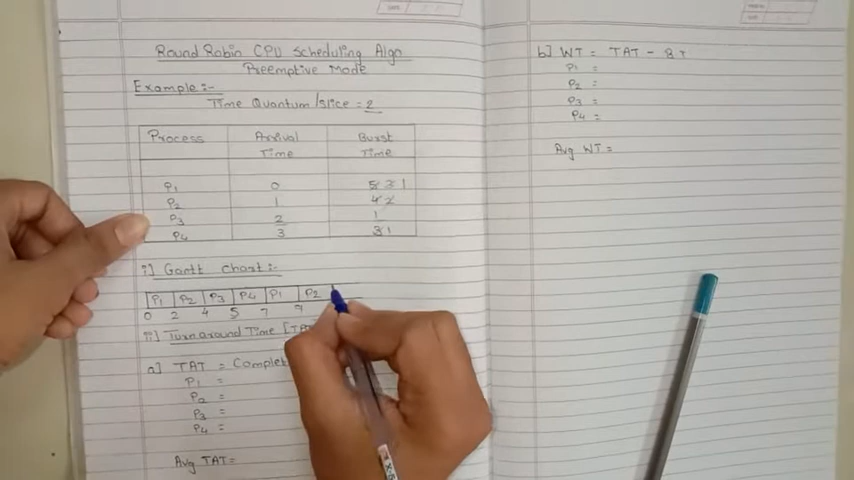 Round Robin CPU Scheduling Algn
Preemptive Mode
Example :-
Time Quantum/Slice = 2
Process Arrival Time Burst Time
P1 0 5 3 1
P2 1 4 2
P3 2 1
P4 3 3 1
i] Gantt chart :-
P1 P2 P3 P4 P1 P2
0 2 4 5 7 9
ii] Turnaround Time
a] TAT =
P1 =
P2 =
P3 =
P4 =
Avg TAT =
b] WT = TAT - BT
P1 =
P2 =
P3 =
P4 =
Avg WT =